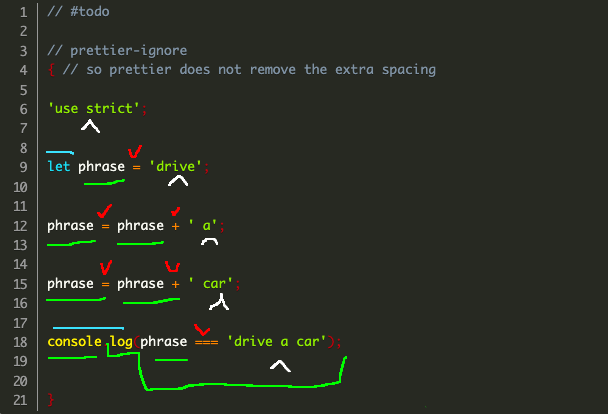 1 // #todo
2
3 // prettier-ignore
4 { // so prettier does not remove the extra spacing
5
6 'use strict';
7
8
9 let phrase = 'drive';
10
11
12 phrase = phrase + ' a';
13
14
15 phrase = phrase + ' car';
16
17
18 console log(phrase === 'drive a car');
19
20
21 }